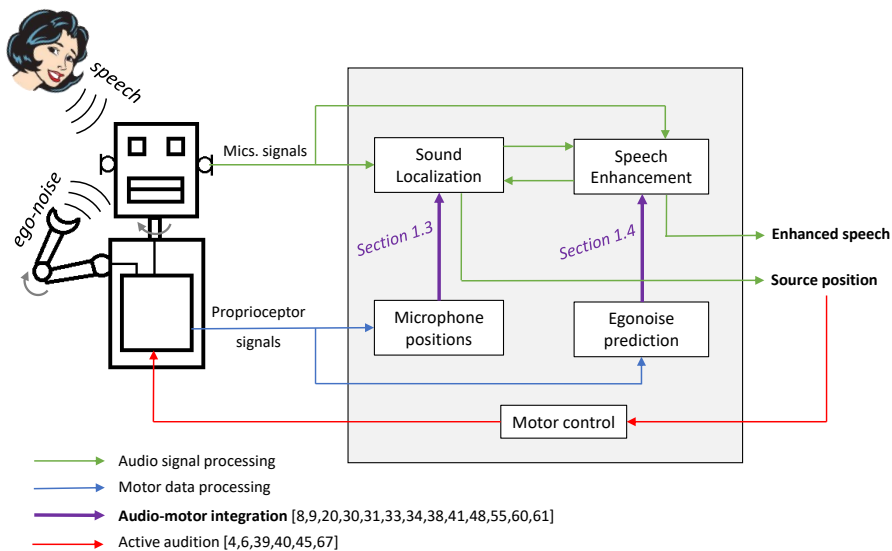 speech
ego-noise
Mics. signals
Sound
Localization
Speech
Enhancement
Section 1.3
Section 1.4
Enhanced speech
Source position
Proprioceptor
signals
Microphone
positions
Egonoise
prediction
Motor control
Audio signal processing
Motor data processing
Audio-motor integration [8,9,20,30,31,33,34,38,41,48,55,60,61]
Active audition [4,6,39,40,45,67]